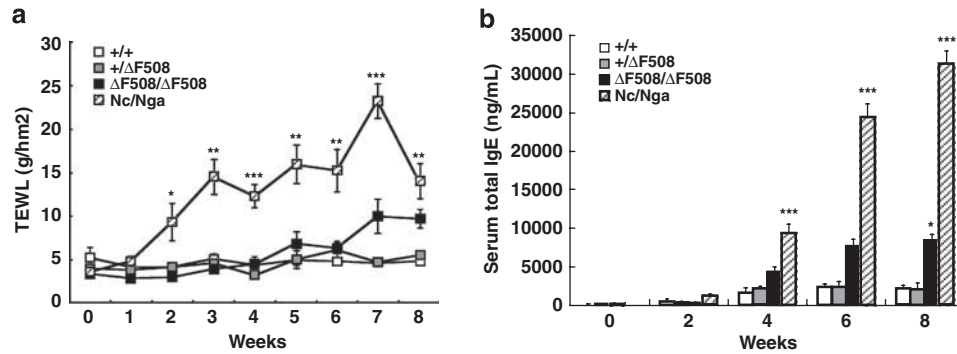 a
+/+
+/ΔF508
ΔF508/ΔF508
Nc/Nga
TEWL (g/hm2)
30
25
20
15
10
5
0
*
**
***
**
**
***
**
0 1 2 3 4 5 6 7 8
Weeks
b
+/+
+/ΔF508
ΔF508/ΔF508
Nc/Nga
Serum total IgE (ng/mL)
35000
30000
25000
20000
15000
10000
5000
0
***
***
*
***
0 2 4 6 8
Weeks